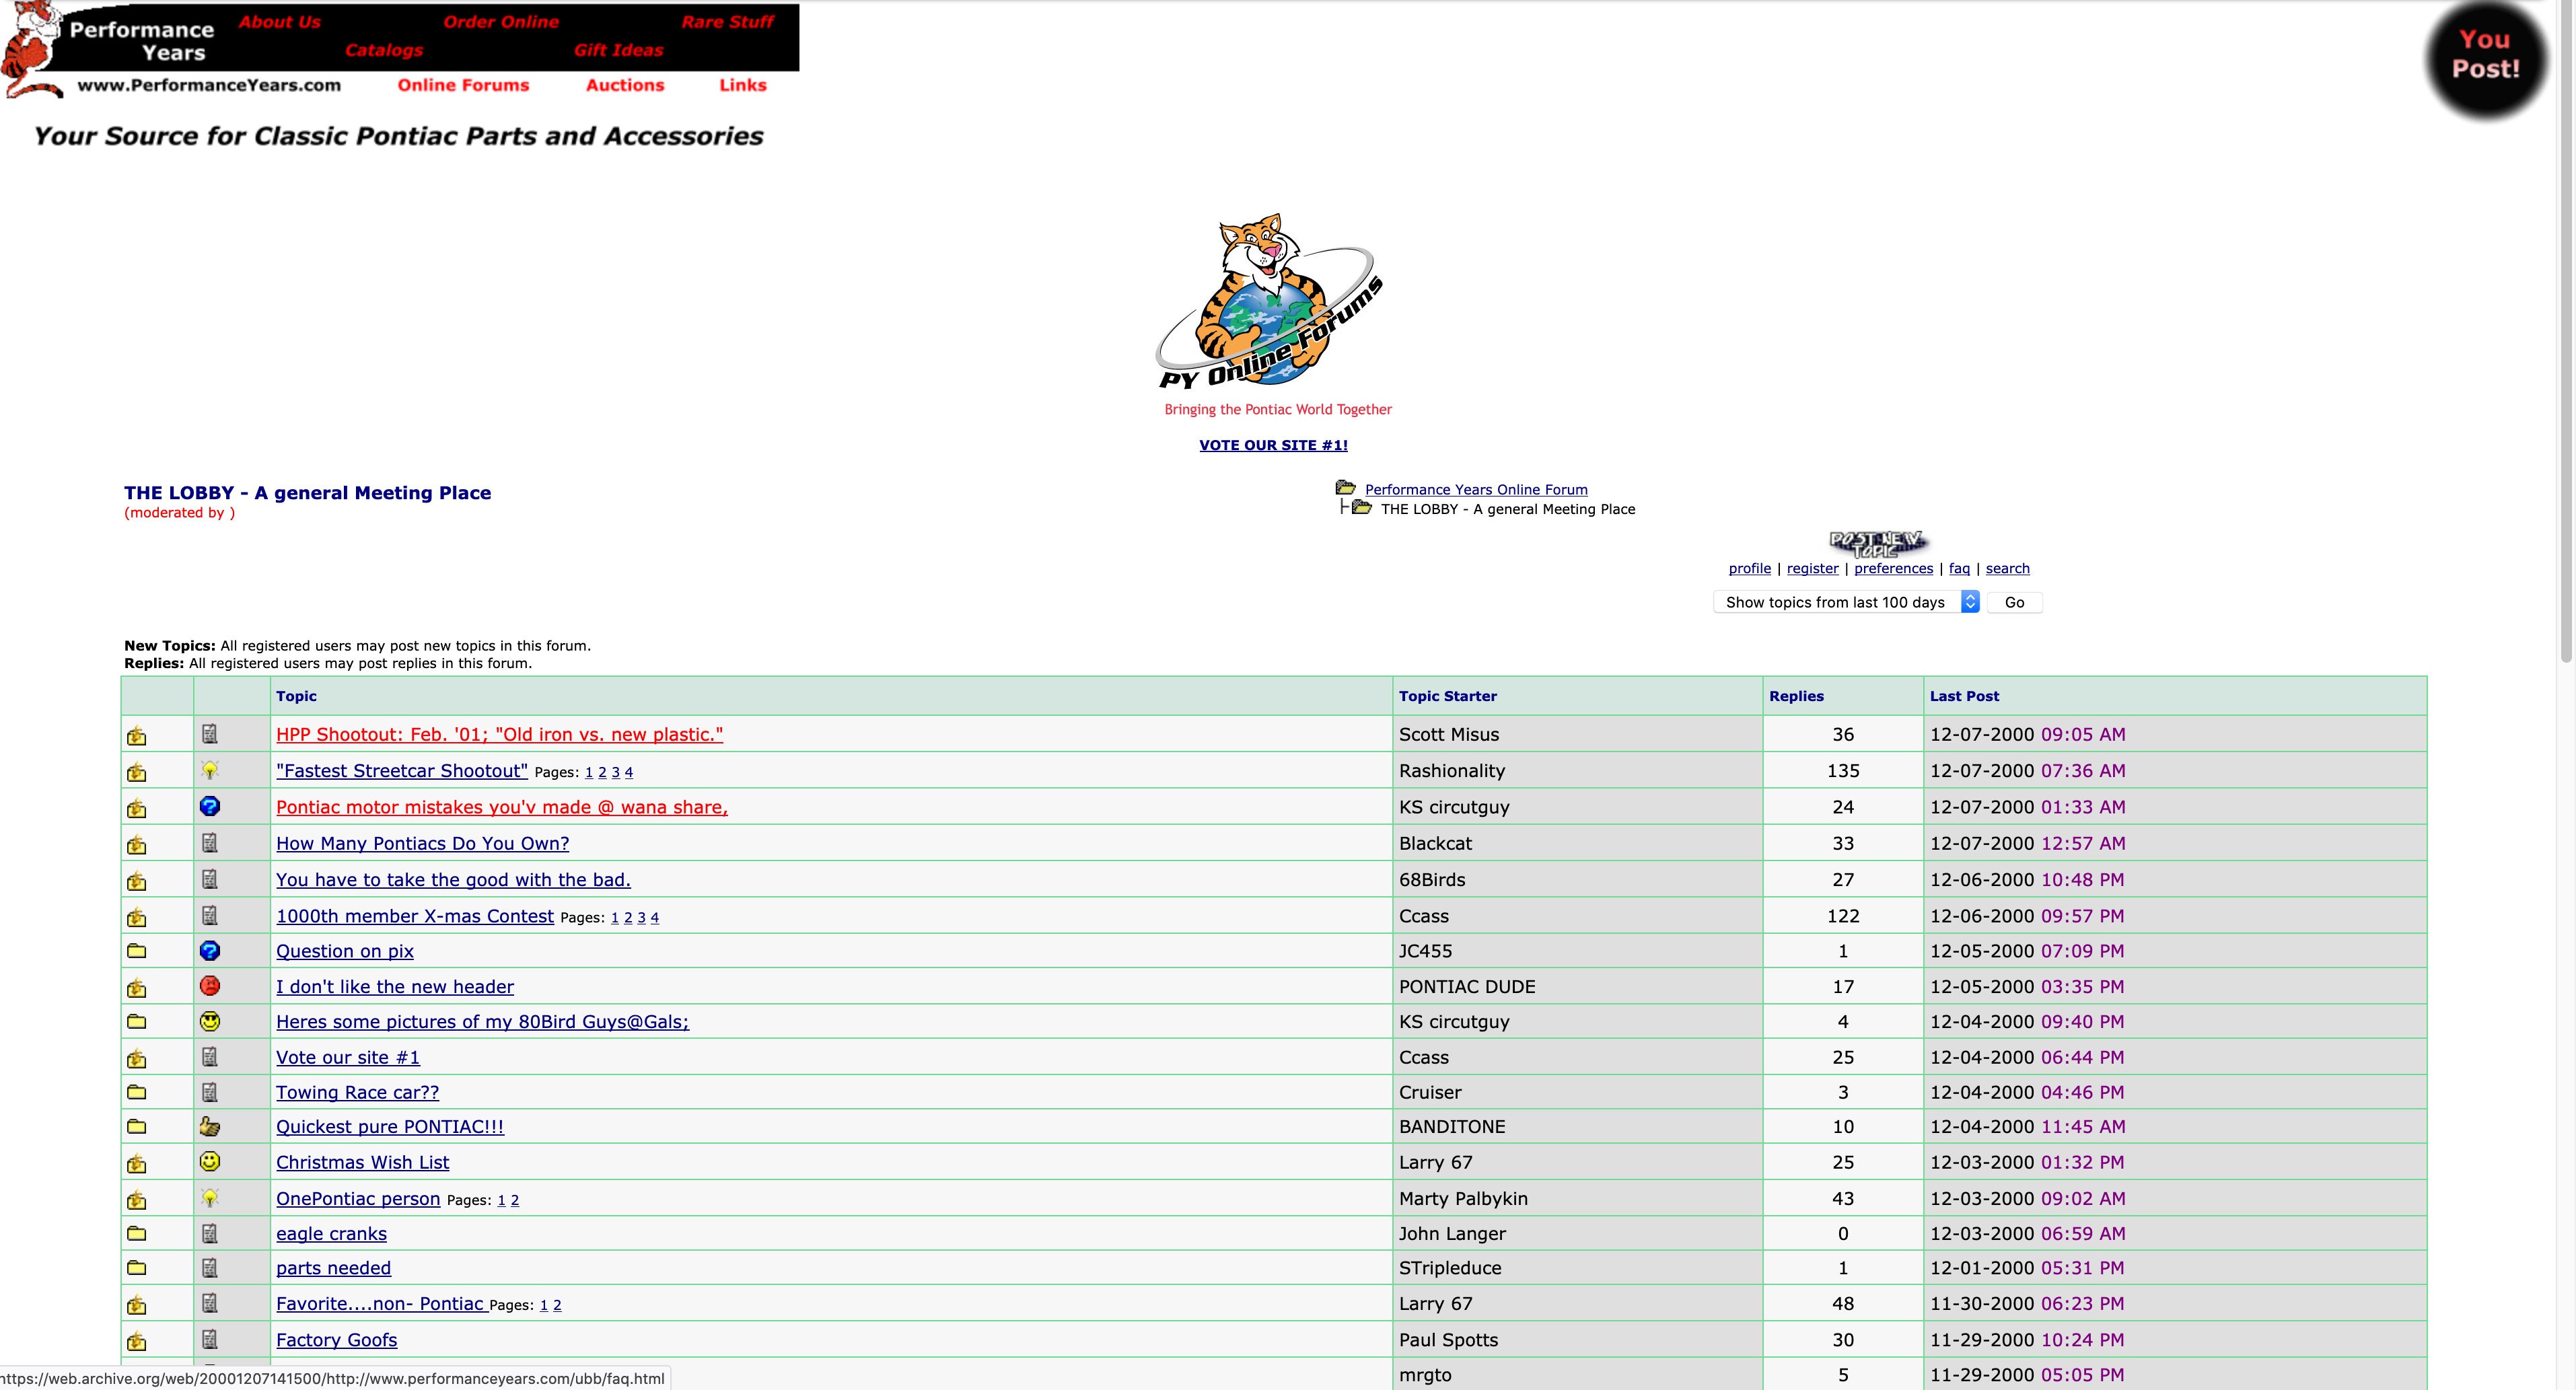 Performance
Years
About Us
Order Online
Rare Stuff
Catalogs
Gift Ideas
www.PerformanceYears.com
Online Forums
Auctions
Links
You
Post!
Your Source for Classic Pontiac Parts and Accessories
PY Online Forums
Bringing the Pontiac World Together
VOTE OUR SITE #1!
THE LOBBY - A general Meeting Place
(moderated by )
Performance Years Online Forum
THE LOBBY - A general Meeting Place
POST NEW
TOPIC
profile | register | preferences | faq | search
Show topics from last 100 days Go
New Topics: All registered users may post new topics in this forum.
Replies: All registered users may post replies in this forum.
Topic Topic Starter Replies Last Post
HPP Shootout: Feb. '01; "Old iron vs. new plastic." Scott Misus 36 12-07-2000 09:05 AM
"Fastest Streetcar Shootout" Pages: 1 2 3 4 Rashionality 135 12-07-2000 07:36 AM
Pontiac motor mistakes you'v made @ wana share, KS circutguy 24 12-07-2000 01:33 AM
How Many Pontiacs Do You Own? Blackcat 33 12-07-2000 12:57 AM
You have to take the good with the bad. 68Birds 27 12-06-2000 10:48 PM
1000th member X-mas Contest Pages: 1 2 3 4 Ccass 122 12-06-2000 09:57 PM
Question on pix JC455 1 12-05-2000 07:09 PM
I don't like the new header PONTIAC DUDE 17 12-05-2000 03:35 PM
Heres some pictures of my 80Bird Guys@Gals; KS circutguy 4 12-04-2000 09:40 PM
Vote our site #1 Ccass 25 12-04-2000 06:44 PM
Towing Race car?? Cruiser 3 12-04-2000 04:46 PM
Quickest pure PONTIAC!!! BANDITONE 10 12-04-2000 11:45 AM
Christmas Wish List Larry 67 25 12-03-2000 01:32 PM
OnePontiac person Pages: 1 2 Marty Palbykin 43 12-03-2000 09:02 AM
eagle cranks John Langer 0 12-03-2000 06:59 AM
parts needed STripleduce 1 12-01-2000 05:31 PM
Favorite....non- Pontiac Pages: 1 2 Larry 67 48 11-30-2000 06:23 PM
Factory Goofs Paul Spotts 30 11-29-2000 10:24 PM
mrgto 5 11-29-2000 05:05 PM
https://web.archive.org/web/20001207141500/http://www.performanceyears.com/ubb/faq.html